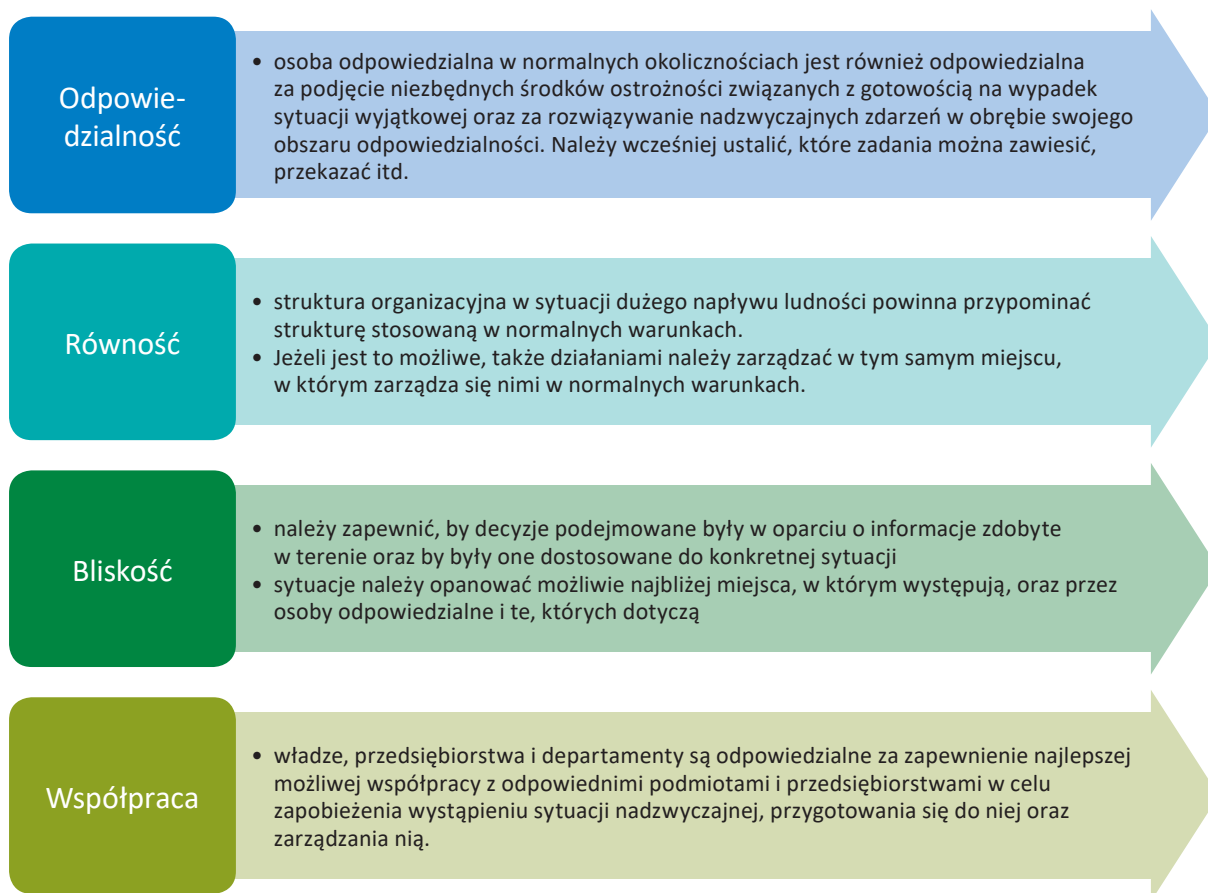 Odpowie-
dzialność
• osoba odpowiedzialna w normalnych okolicznościach jest również odpowiedzialna
za podjęcie niezbędnych środków ostrożności związanych z gotowością na wypadek
sytuacji wyjątkowej oraz za rozwiązywanie nadzwyczajnych zdarzeń w obrębie swojego
obszaru odpowiedzialności. Należy wcześniej ustalić, które zadania można zawiesić,
przekazać itd.
Równość
• struktura organizacyjna w sytuacji dużego napływu ludności powinna przypominać
strukturę stosowaną w normalnych warunkach.
• Jeżeli jest to możliwe, także działaniami należy zarządzać w tym samym miejscu,
w którym zarządza się nimi w normalnych warunkach.
Bliskość
• należy zapewnić, by decyzje podejmowane były w oparciu o informacje zdobyte
w terenie oraz by były one dostosowane do konkretnej sytuacji
• sytuacje należy opanować możliwie najbliżej miejsca, w którym występują, oraz przez
osoby odpowiedzialne i te, których dotyczą
Współpraca
• władze, przedsiębiorstwa i departamenty są odpowiedzialne za zapewnienie najlepszej
możliwej współpracy z odpowiednimi podmiotami i przedsiębiorstwami w celu
zapobieżenia wystąpieniu sytuacji nadzwyczajnej, przygotowania się do niej oraz
zarządzania nią.